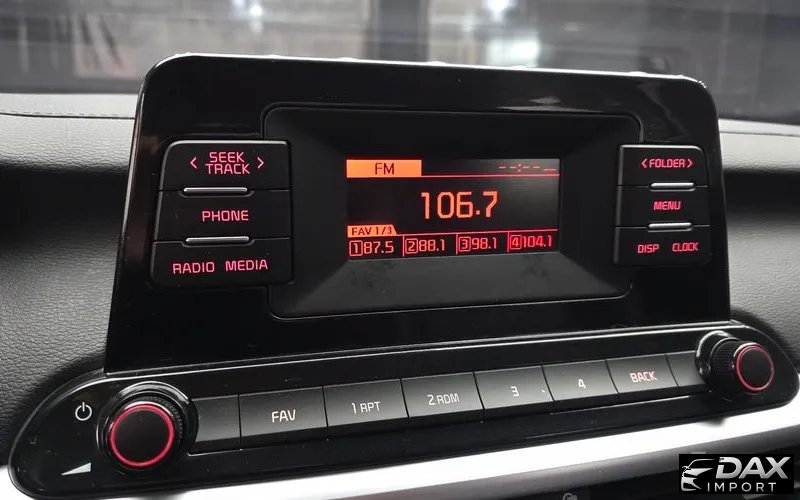 < SEEK >
TRACK
PHONE
RADIO MEDIA
FM --:--
106.7
FAV 1/3
1 87.5 2 88.1 3 98.1 4 104.1
< FOLDER >
MENU
DISP CLOCK
FAV 1 RPT 2 RDM 3 4 BACK
DAX
IMPORT